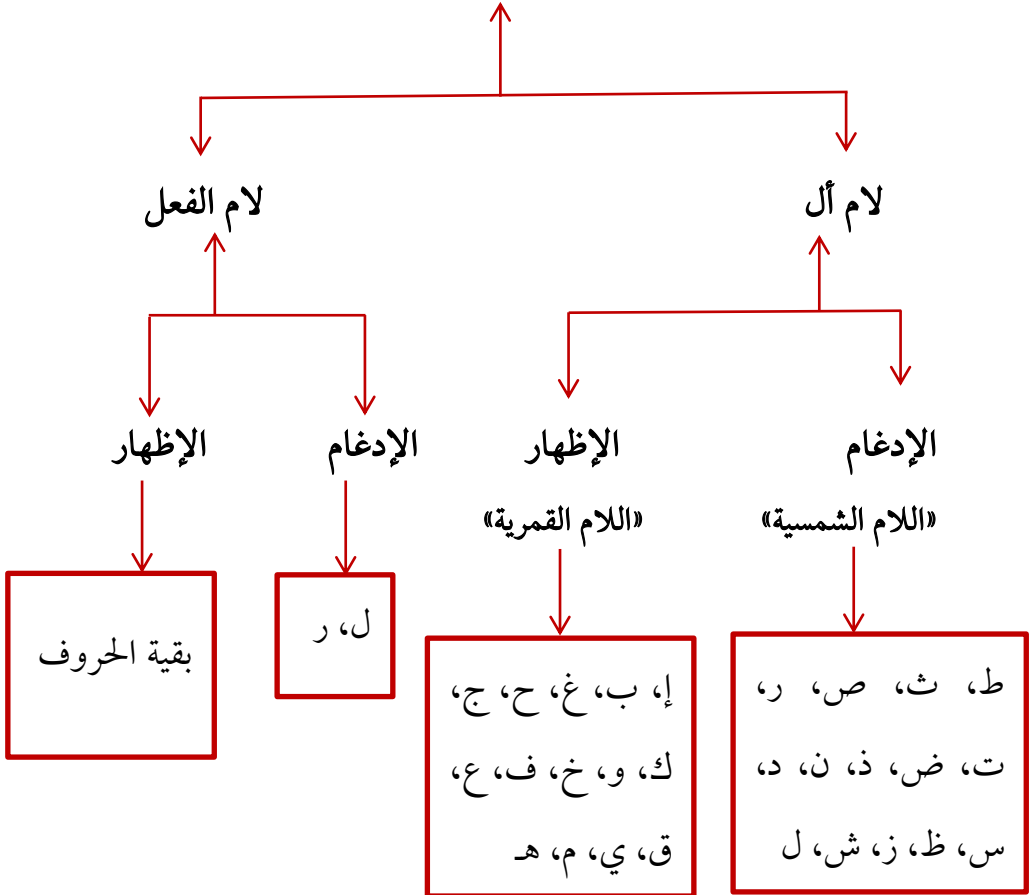 لام أل
لام الفعل
الإدغام
«اللام الشمسية»
الإظهار
«اللام القمرية»
الإدغام
الإظهار
ط، ث، ص، ر،
ت، ض، ذ، ن، د،
س، ظ، ز، ش، ل
إ، ب، غ، ح، ج،
ك، و، خ، ف، ع،
ق، ي، م، هـ
ل، ر
بقية الحروف